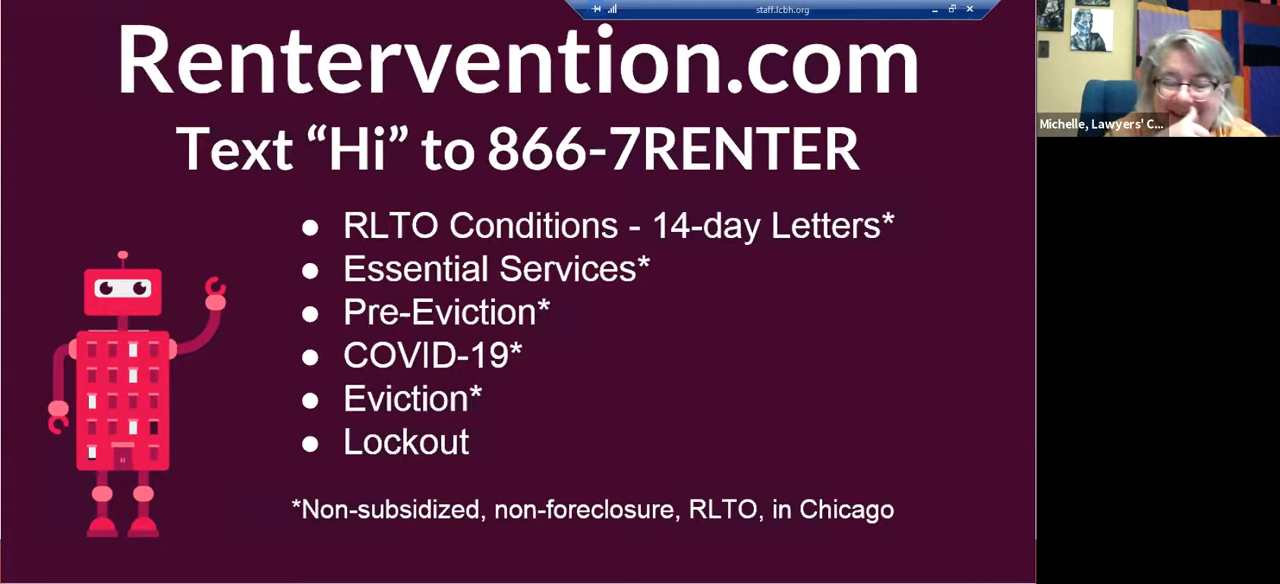 staff.lcbh.org
Rentervention.com
Text “Hi” to 866-7RENTER
● RLTO Conditions - 14-day Letters*
● Essential Services*
● Pre-Eviction*
● COVID-19*
● Eviction*
● Lockout
*Non-subsidized, non-foreclosure, RLTO, in Chicago
Michelle, Lawyers' C...